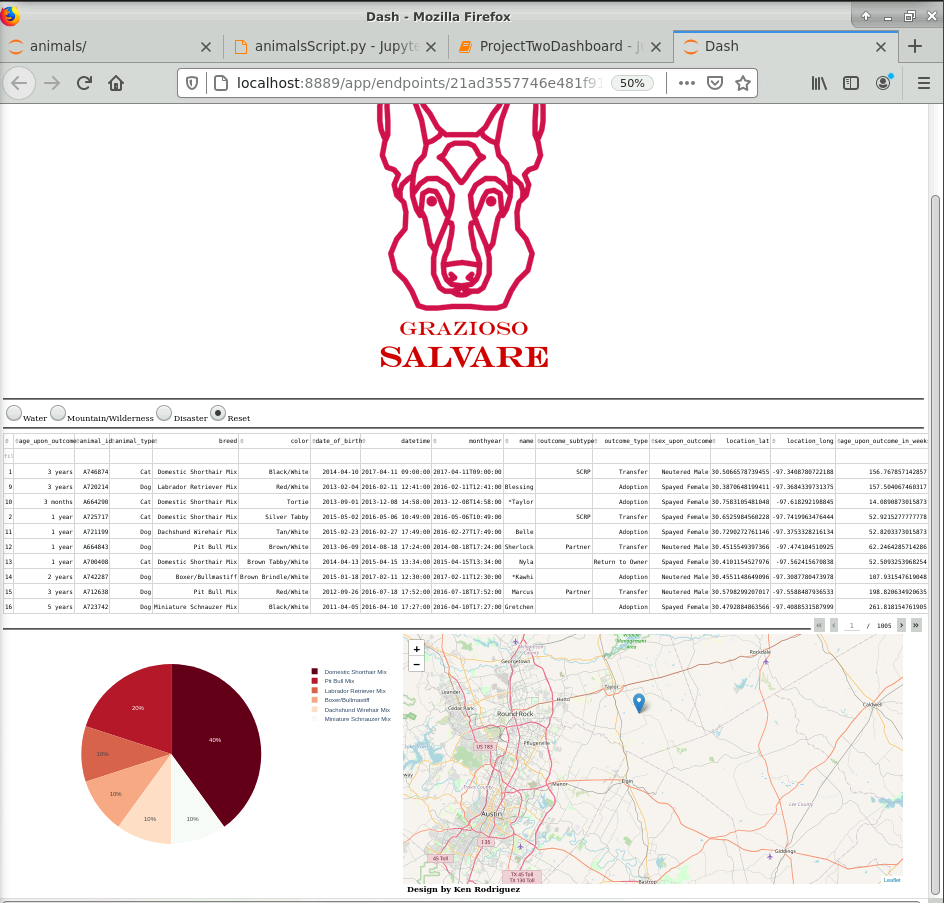 Dash - Mozilla Firefox
animals/
animalsScript.py - Jupyte
ProjectTwoDashboard - Ju
Dash
localhost:8889/app/endpoints/21ad3557746e481f91
50%
GRAZIOSO
SALVARE
Water Mountain/Wilderness Disaster Reset
age_upon_outcome animal_id animal_type breed color date_of_birth datetime monthyear name outcome_subtype outcome_type sex_upon_outcome location_lat location_long age_upon_outcome_in_weeks
1 3 years A746874 Cat Domestic Shorthair Mix Black/White 2014-04-10 2017-04-11 09:00:00 2017-04-11T09:00:00 SCRP Transfer Neutered Male 30.5066578739455 -97.3408780722188 156.767857142857
9 3 years A720214 Dog Labrador Retriever Mix Red/White 2013-02-04 2016-02-11 12:41:00 2016-02-11T12:41:00 Blessing Adoption Spayed Female 30.3870648199411 -97.3684339731375 157.504067460317
10 3 months A664290 Cat Domestic Shorthair Mix Tortie 2013-09-01 2013-12-08 14:58:00 2013-12-08T14:58:00 *Taylor Adoption Spayed Female 30.7583105481048 -97.618292198845 14.0890873015873
2 1 year A725717 Cat Domestic Shorthair Mix Silver Tabby 2015-05-02 2016-05-06 10:49:00 2016-05-06T10:49:00 SCRP Transfer Spayed Female 30.6525984560228 -97.7419963476444 52.9215277777778
11 1 year A721199 Dog Dachshund Wirehair Mix Tan/White 2015-02-23 2016-02-27 17:49:00 2016-02-27T17:49:00 Belle Adoption Spayed Female 30.7290272761146 -97.3753328216134 52.8203373015873
12 1 year A664843 Dog Pit Bull Mix Brown/White 2013-06-09 2014-08-18 17:24:00 2014-08-18T17:24:00 Sherlock Partner Transfer Neutered Male 30.4515549397366 -97.474104510925 62.2464285714286
13 1 year A700408 Cat Domestic Shorthair Mix Brown Tabby/White 2014-04-13 2015-04-15 13:34:00 2015-04-15T13:34:00 Nyla Return to Owner Spayed Female 30.4101154527976 -97.562415670838 52.5093253968254
14 2 years A742287 Dog Boxer/Bullmastiff Brown Brindle/White 2015-01-18 2017-02-11 12:30:00 2017-02-11T12:30:00 *Kawhi Adoption Neutered Male 30.4551148649096 -97.3087780473978 107.931547619048
15 3 years A712638 Dog Pit Bull Mix Red/White 2012-09-26 2016-07-18 17:52:00 2016-07-18T17:52:00 Marcus Partner Transfer Neutered Male 30.5798299207017 -97.5588487936533 198.820634920635
16 5 years A723742 Dog Miniature Schnauzer Mix Black/White 2011-04-05 2016-04-10 17:27:00 2016-04-10T17:27:00 Gretchen Adoption Spayed Female 30.4792884863566 -97.4088531587999 261.818154761905
1 / 1005
40%
20%
10%
10%
10%
10%
Domestic Shorthair Mix
Pit Bull Mix
Labrador Retriever Mix
Boxer/Bullmastiff
Dachshund Wirehair Mix
Miniature Schnauzer Mix
+
−
Management
Area
Georgetown
Rockdale
Leander
Hutto
Taylor
Cedar Park
Round Rock
Caldwell
US 183
Pflugerville
Manor
Elgin
Travis County
Lee County
Austin
I 35
Giddings
45 Toll
TX 45 Toll
TX 130 Toll
Bastrop
Leaflet
Design by Ken Rodriguez